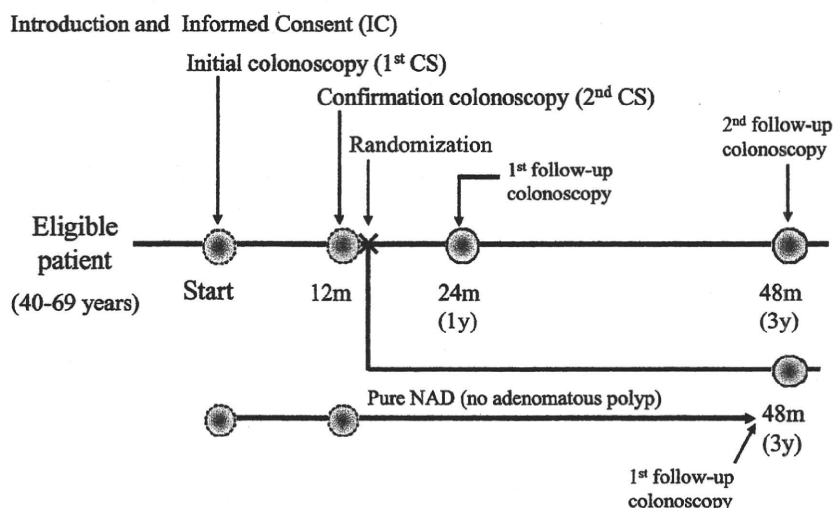 Introduction and Informed Consent (IC)
Initial colonoscopy (1st CS)
Confirmation colonoscopy (2nd CS)
Randomization
1st follow-up
colonoscopy
2nd follow-up
colonoscopy
Eligible
patient
(40-69 years)
Start
12m
24m
(1y)
48m
(3y)
Pure NAD (no adenomatous polyp)
48m
(3y)
1st follow-up
colonoscopy